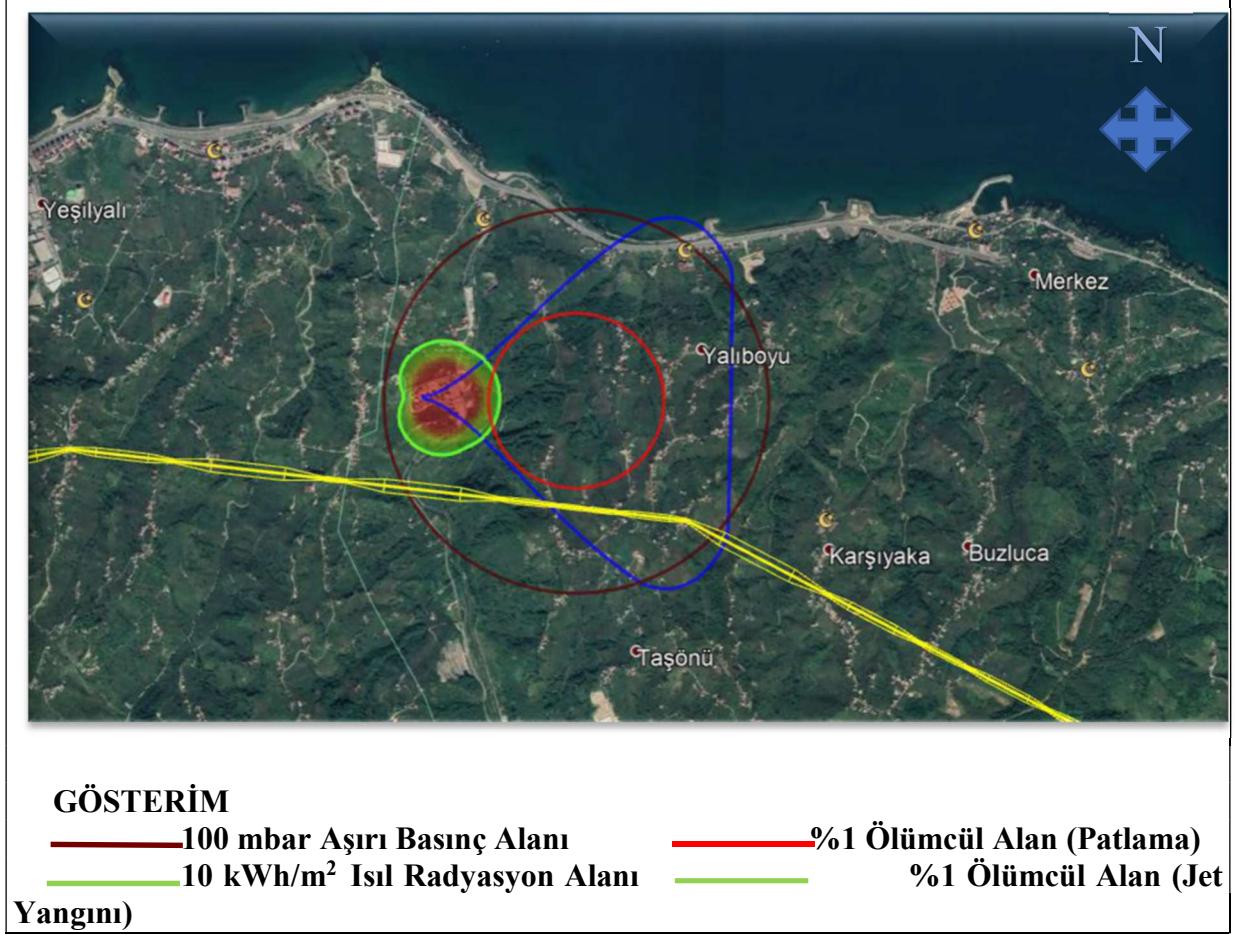 N
Yeşilyalı
Merkez
Yalıboyu
Karşıyaka
Buzluca
Taşönü
GÖSTERİM
100 mbar Aşırı Basınç Alanı
%1 Ölümcül Alan (Patlama)
10 kWh/m² Isıl Radyasyon Alanı
%1 Ölümcül Alan (Jet
Yangını)